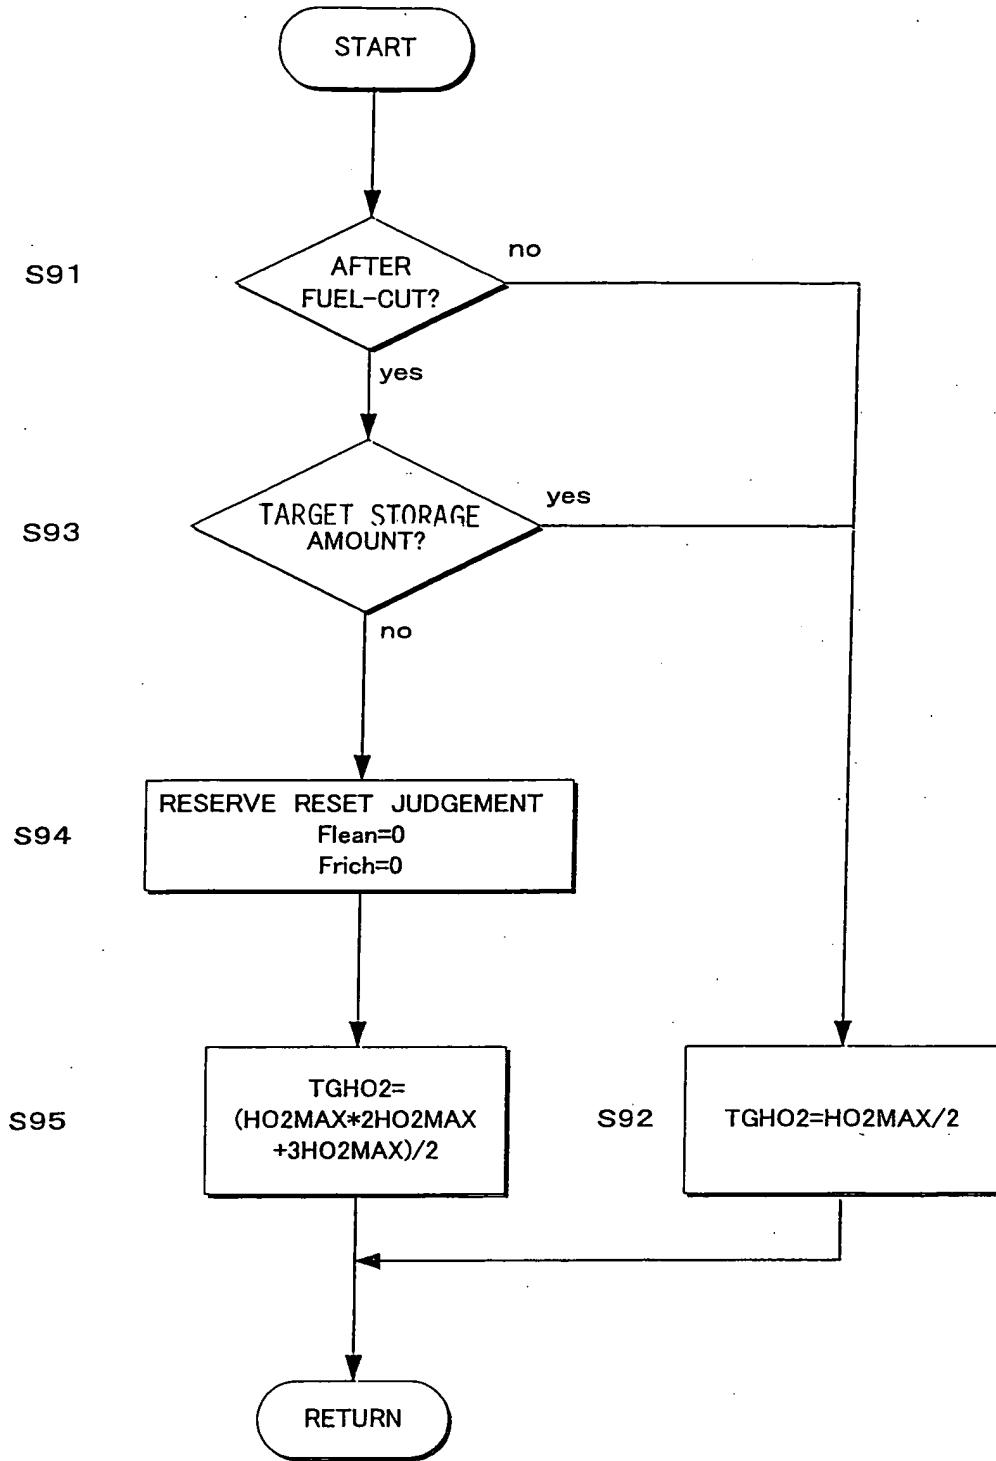 START
AFTER
FUEL-CUT?
no
S91
yes
TARGET STORAGE
AMOUNT?
yes
S93
no
RESERVE RESET JUDGEMENT
Flean=0
Frich=0
S94
TGHO2=
(HO2MAX*2HO2MAX
+3HO2MAX)/2
S95
S92
TGHO2=HO2MAX/2
RETURN